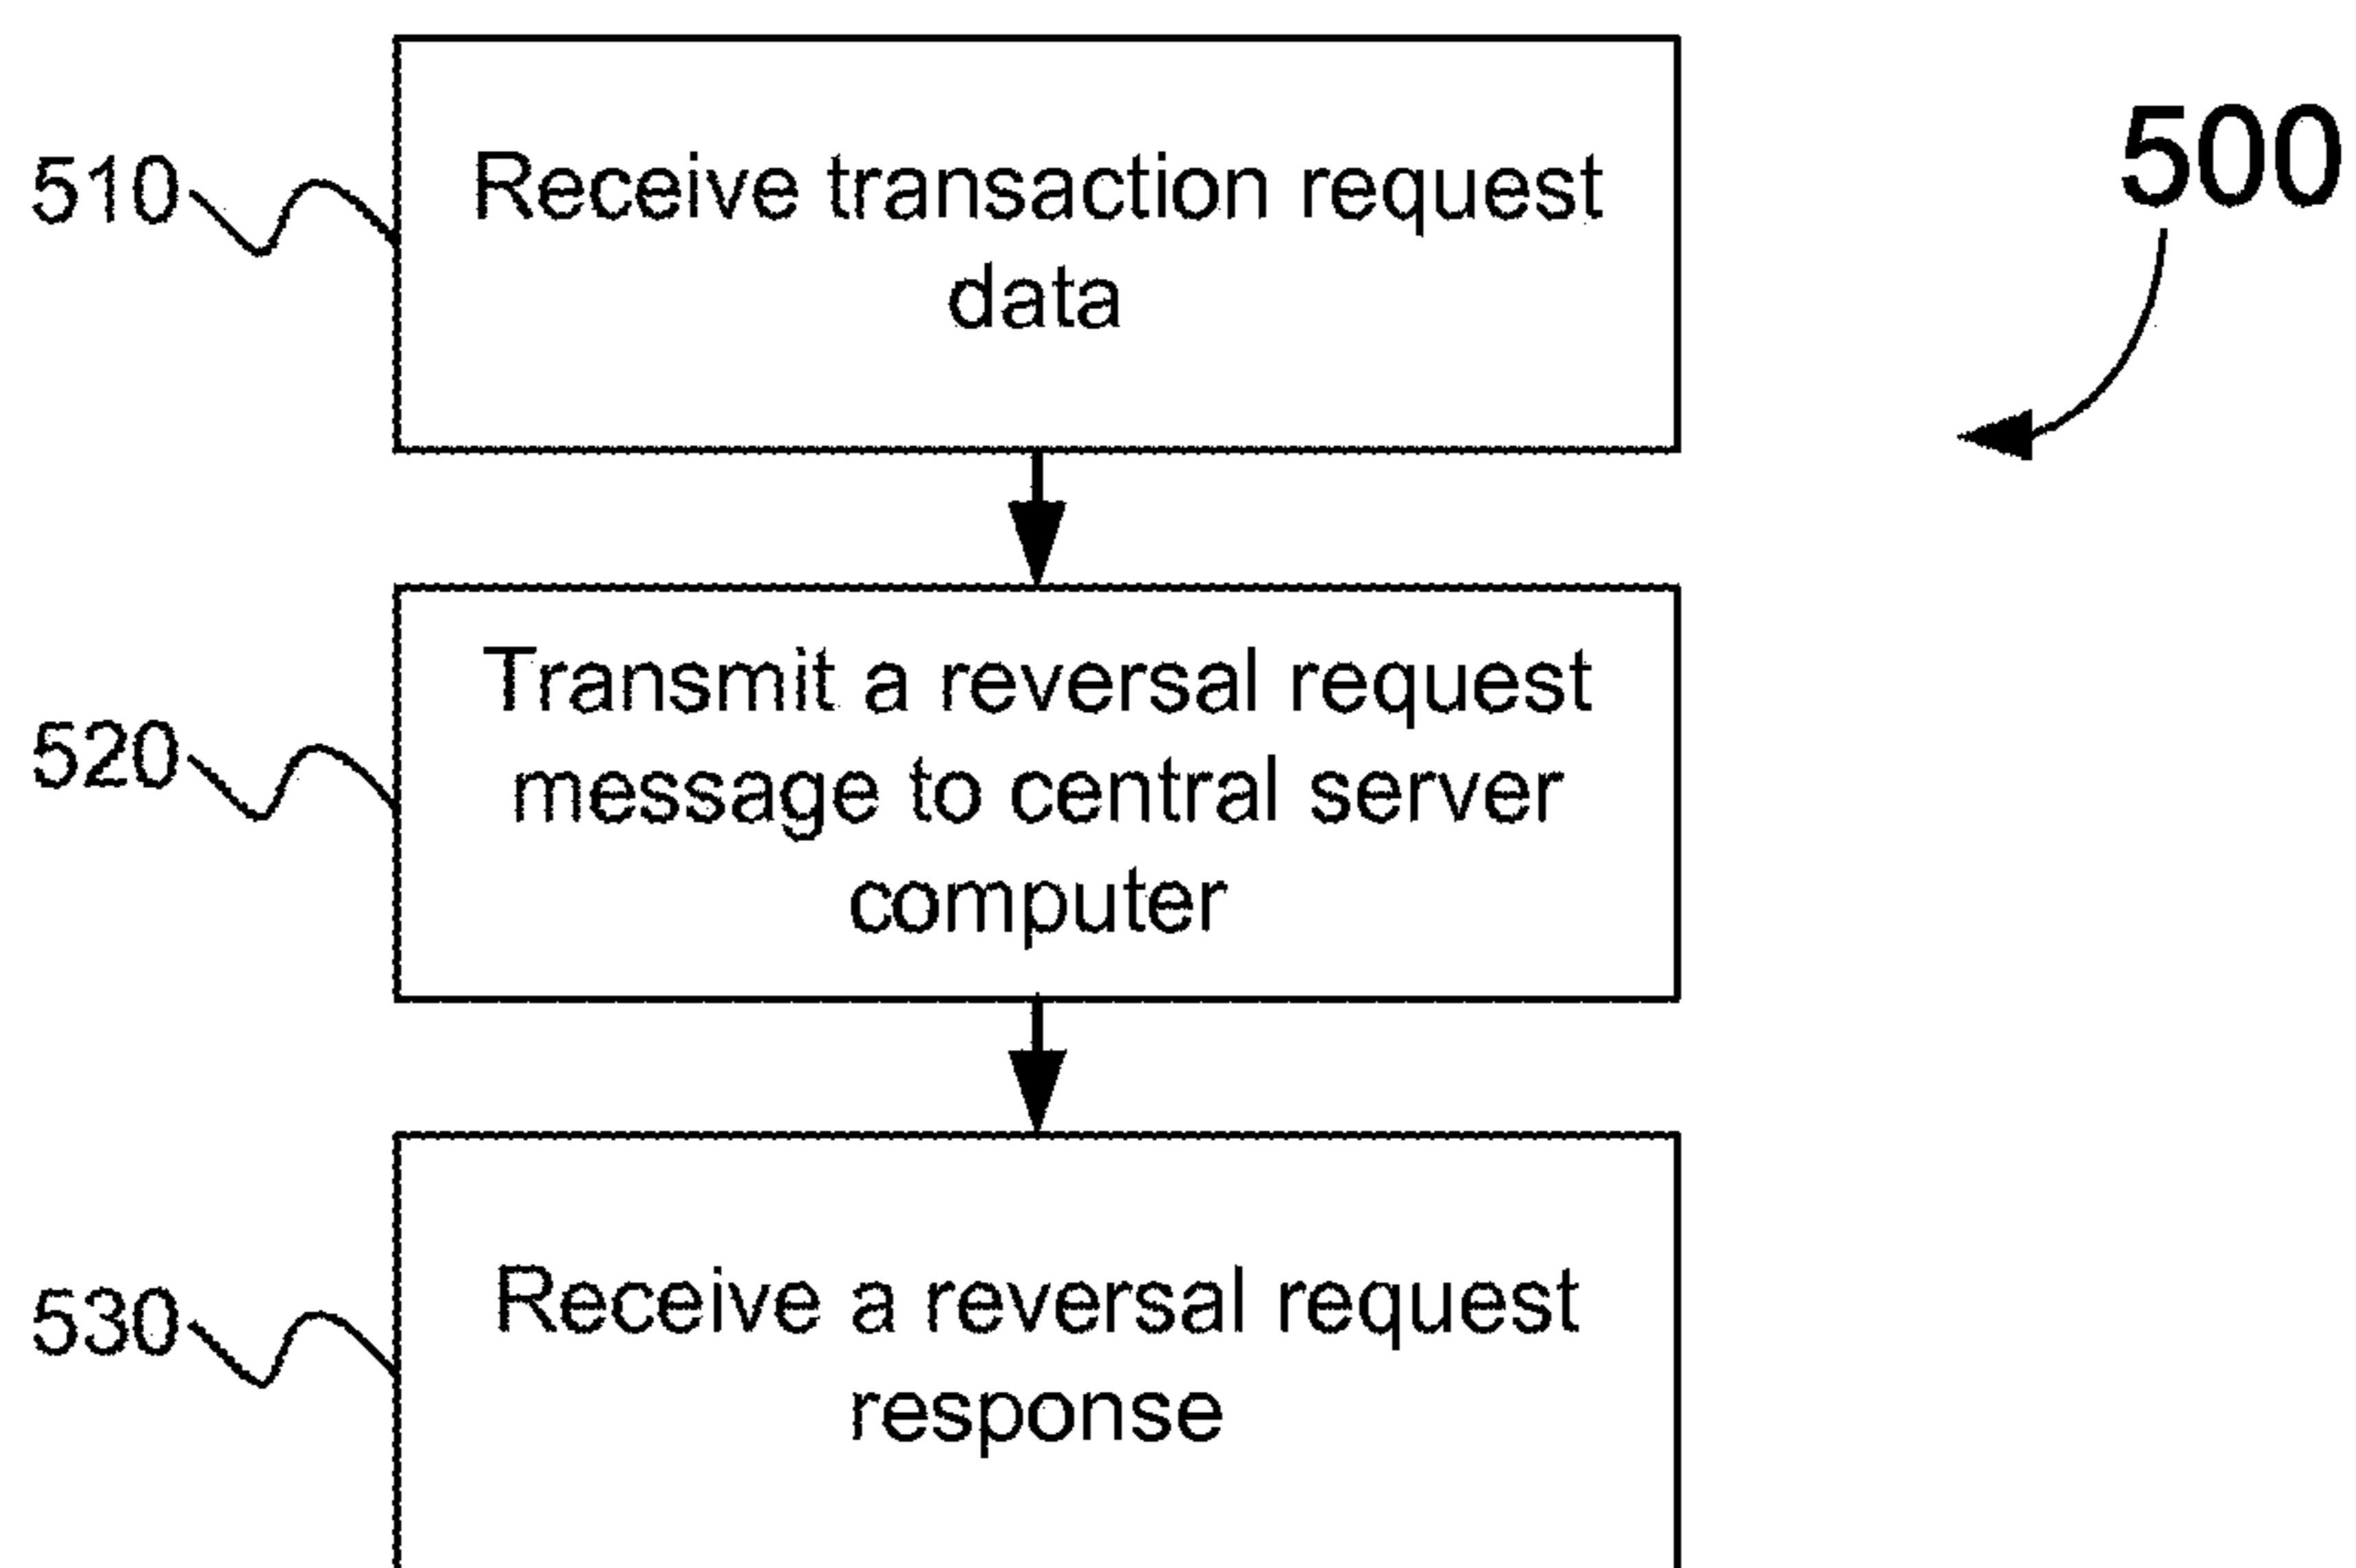 500
510
Receive transaction request
data
520
Transmit a reversal request
message to central server
computer
530
Receive a reversal request
response